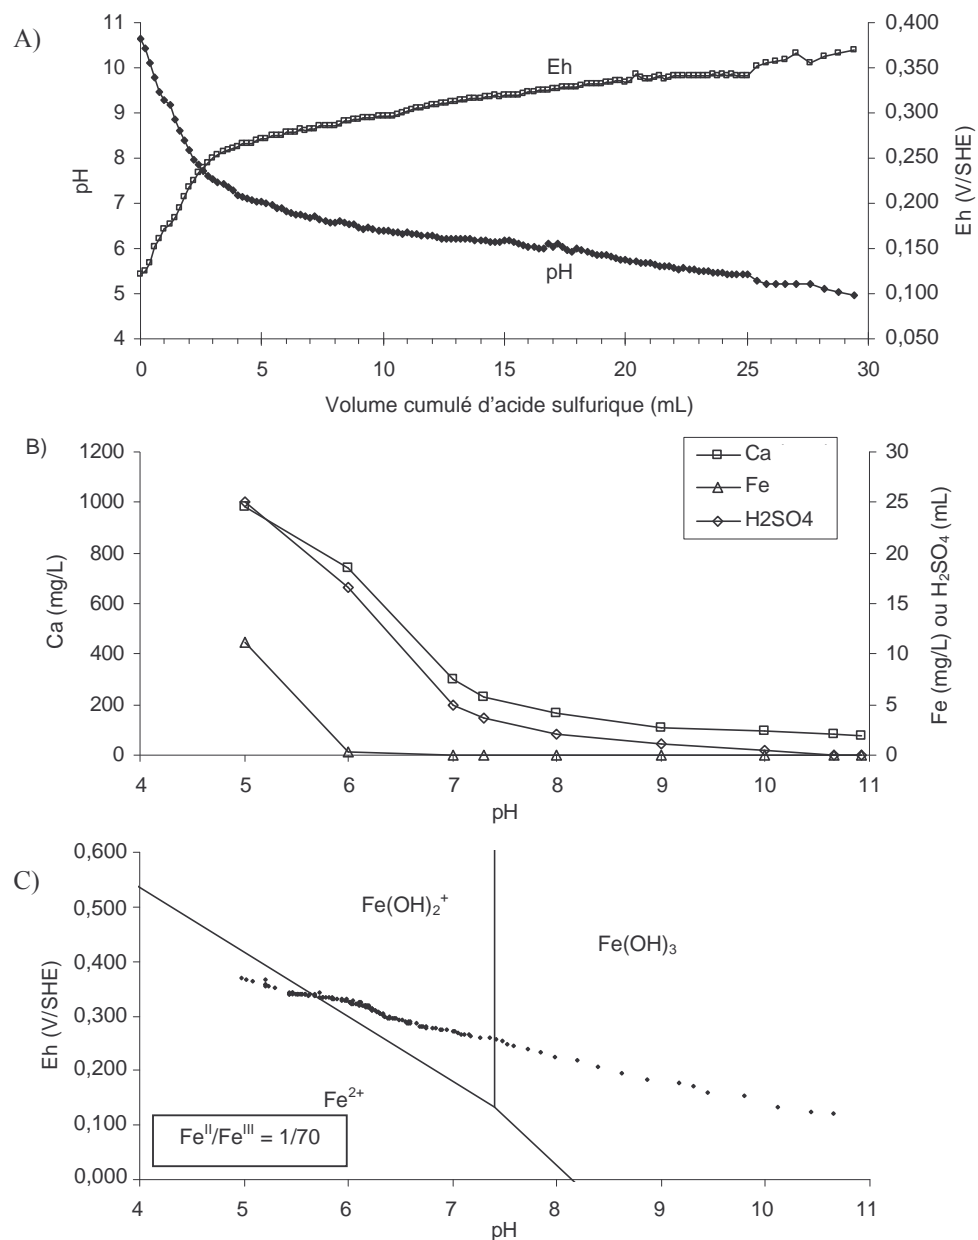 A)
11
10
9
8
7
6
5
4
pH
Eh
pH
0,400
0,350
0,300
0,250
0,200
0,150
0,100
0,050
Eh (V/SHE)
0 5 10 15 20 25 30
Volume cumulé d'acide sulfurique (mL)
B)
1200
1000
800
600
400
200
0
Ca (mg/L)
Ca
Fe
H2SO4
30
25
20
15
10
5
0
Fe (mg/L) ou H₂SO₄ (mL)
4 5 6 7 8 9 10 11
pH
C)
0,600
0,500
0,400
0,300
0,200
0,100
0,000
Eh (V/SHE)
Fe(OH)₂⁺
Fe(OH)₃
Fe²⁺
Feᴵᴵ/Feᴵᴵᴵ = 1/70
4 5 6 7 8 9 10 11
pH